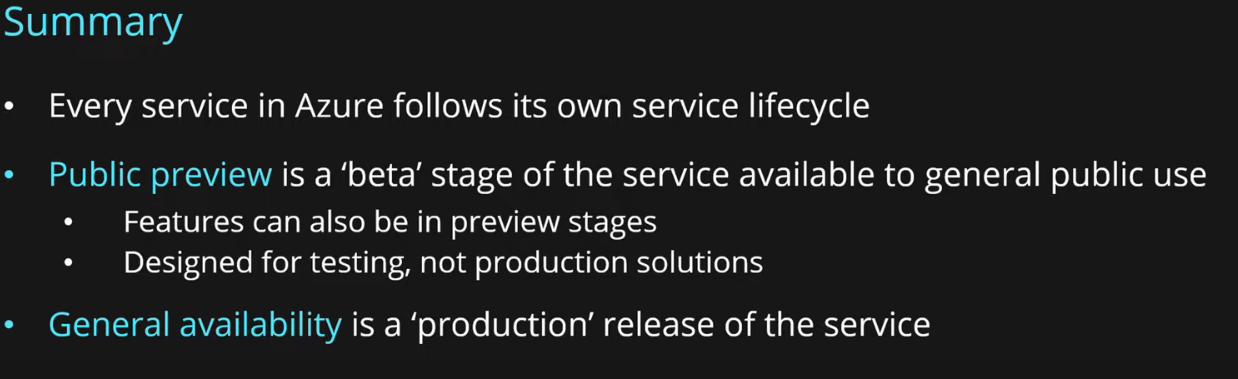 Summary
• Every service in Azure follows its own service lifecycle
• Public preview is a ‘beta’ stage of the service available to general public use
• Features can also be in preview stages
• Designed for testing, not production solutions
• General availability is a ‘production’ release of the service